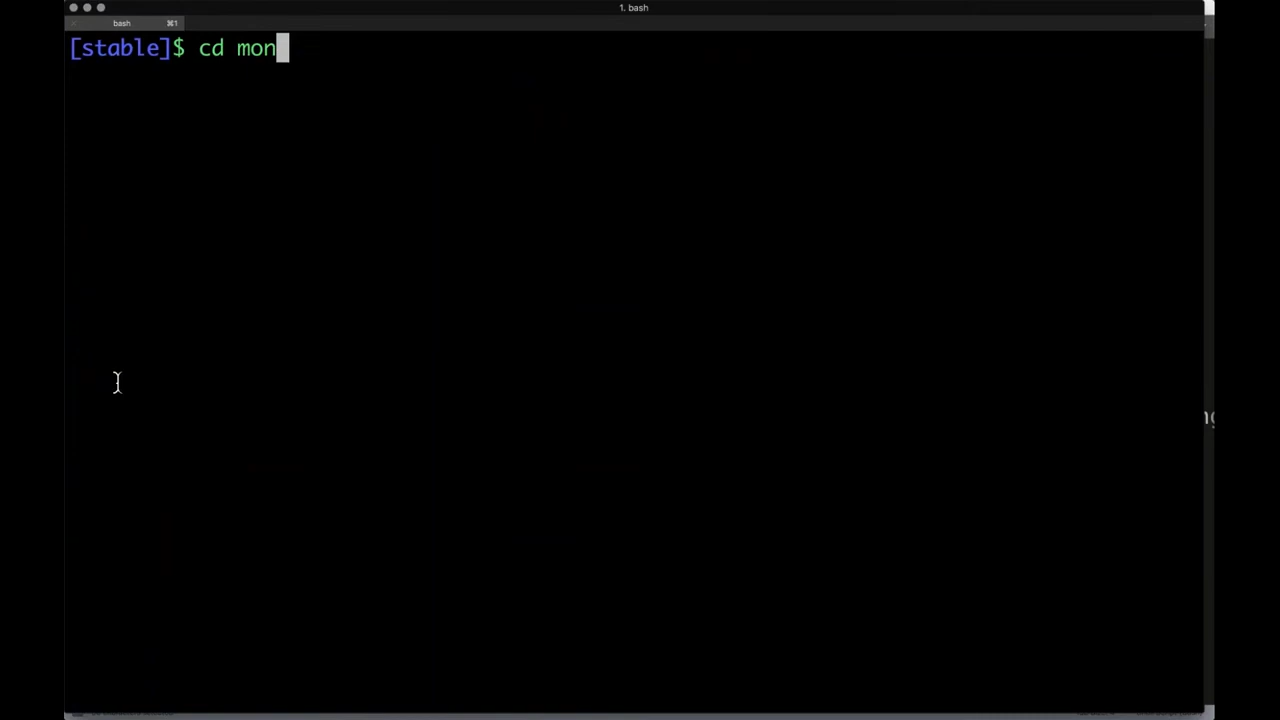 1. bash
bash ⌘1
[stable]$ cd mon